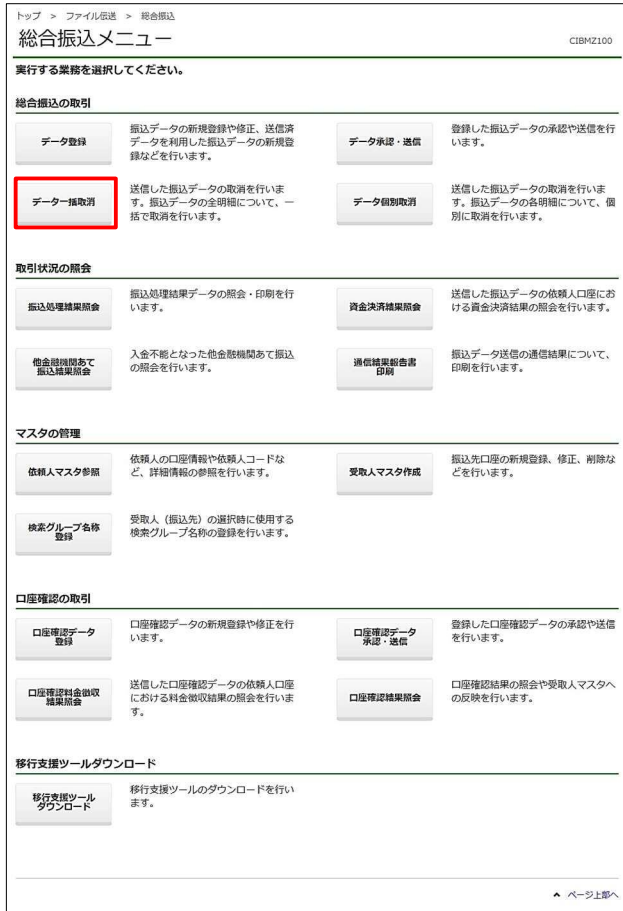 トップ > ファイル伝送 > 総合振込
総合振込メニュー
CIBMZ100
実行する業務を選択してください。
総合振込の取引
データ登録
振込データの新規登録や修正、送信済
データを利用した振込データの新規登
録などを行います。
データ承認・送信
登録した振込データの承認や送信を行
います。
データ一括取消
送信した振込データの取消を行いま
す。振込データの全明細について、一
括で取消を行います。
データ個別取消
送信した振込データの取消を行いま
す。振込データの各明細について、個
別に取消を行います。
取引状況の照会
振込処理結果照会
振込処理結果データの照会・印刷を行
います。
資金決済結果照会
送信した振込データの依頼人口座にお
ける資金決済結果の照会を行います。
他金融機関あて
振込結果照会
入金不能となった他金融機関あて振込
の照会を行います。
通信結果報告書
印刷
振込データ送信の通信結果について、
印刷を行います。
マスタの管理
依頼人マスタ参照
依頼人の口座情報や依頼人コードな
ど、詳細情報の参照を行います。
受取人マスタ作成
振込先口座の新規登録、修正、削除な
どを行います。
検索グループ名称
登録
受取人（振込先）の選択時に使用する
検索グループ名称の登録を行います。
口座確認の取引
口座確認データ
登録
口座確認データの新規登録や修正を行
います。
口座確認データ
承認・送信
登録した口座確認データの承認や送信
を行います。
口座確認料金徴収
結果照会
送信した口座確認データの依頼人口座
における料金徴収結果の照会を行いま
す。
口座確認結果照会
口座確認結果の照会や受取人マスタへ
の反映を行います。
移行支援ツールダウンロード
移行支援ツール
ダウンロード
移行支援ツールのダウンロードを行い
ます。
ページ上部へ